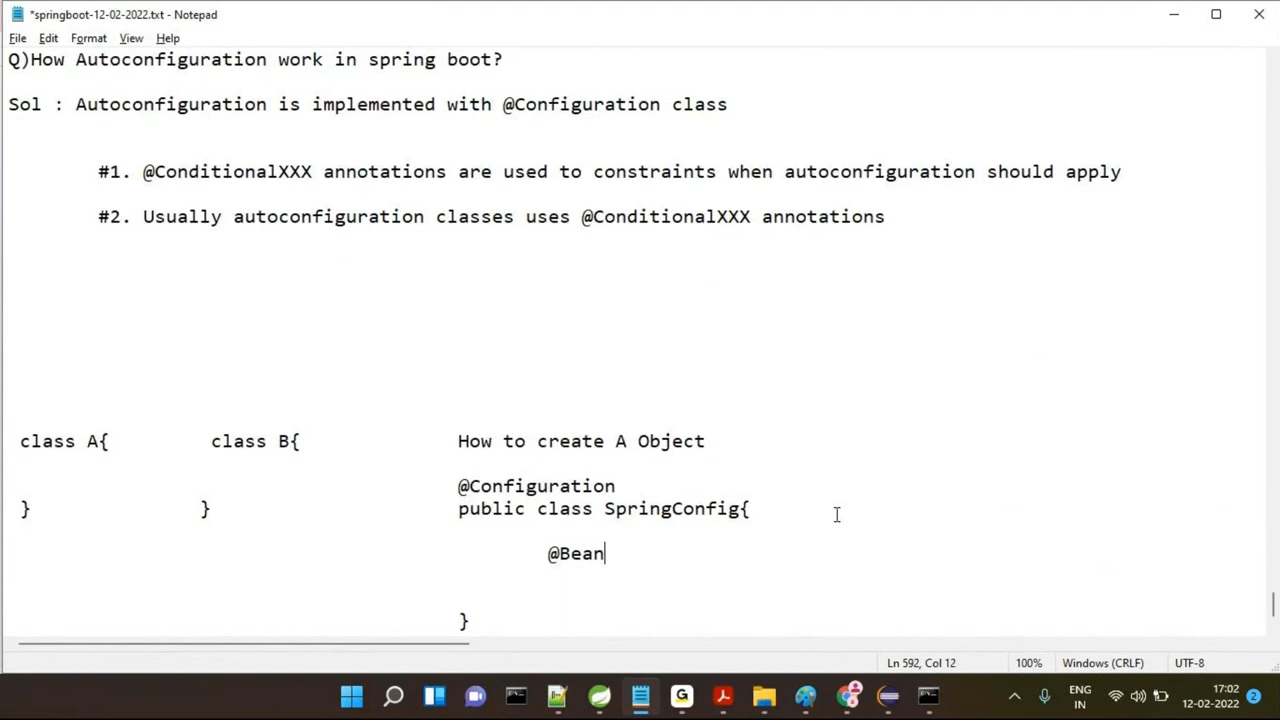 *springboot-12-02-2022.txt - Notepad
File Edit Format View Help
Q)How Autoconfiguration work in spring boot?
Sol : Autoconfiguration is implemented with @Configuration class
#1. @ConditionalXXX annotations are used to constraints when autoconfiguration should apply
#2. Usually autoconfiguration classes uses @ConditionalXXX annotations
class A{ class B{ How to create A Object
@Configuration
} } public class SpringConfig{
@Bean
}
Ln 592, Col 12 100% Windows (CRLF) UTF-8
G ENG 17:02
IN 12-02-2022 2